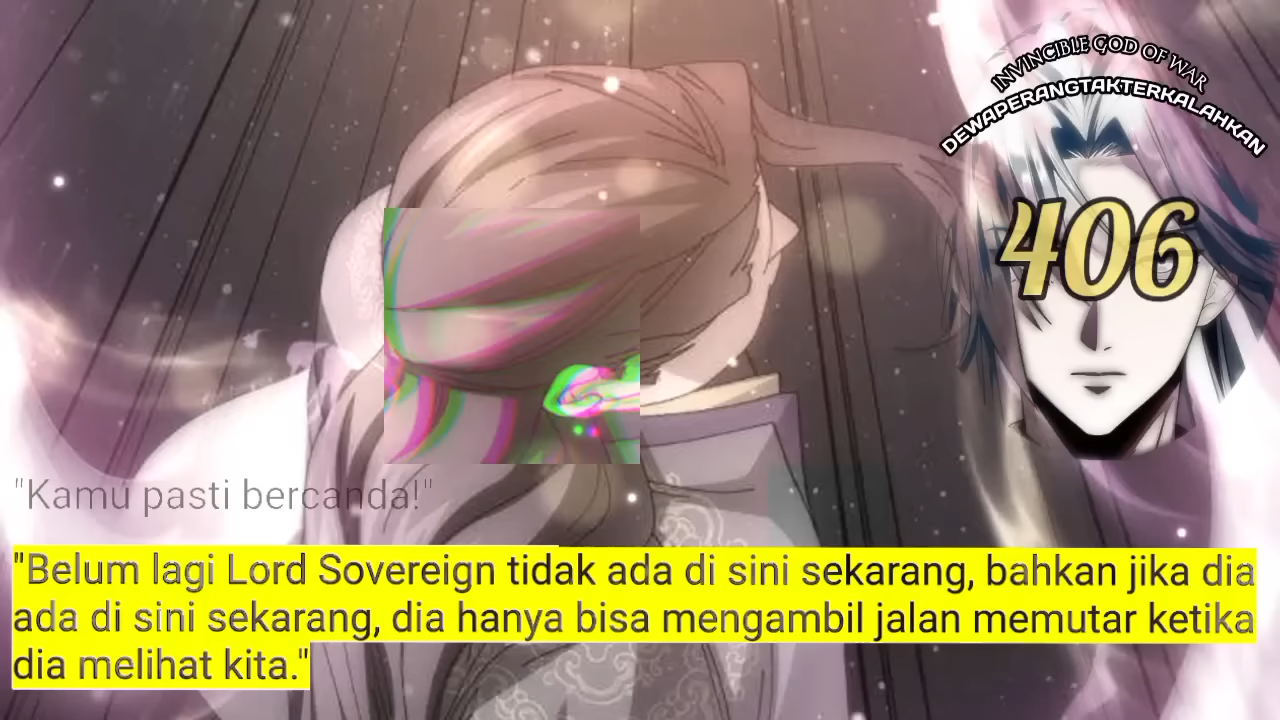 INVINCIBLE GOD OF WAR
DEWAPERANGTAKTERKALAHKAN
406
"Kamu pasti bercanda!"
"Belum lagi Lord Sovereign tidak ada di sini sekarang, bahkan jika dia
ada di sini sekarang, dia hanya bisa mengambil jalan memutar ketika
dia melihat kita."